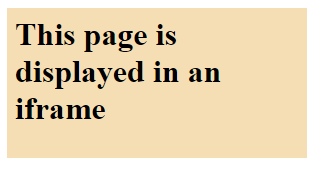 This page is
displayed in an
iframe